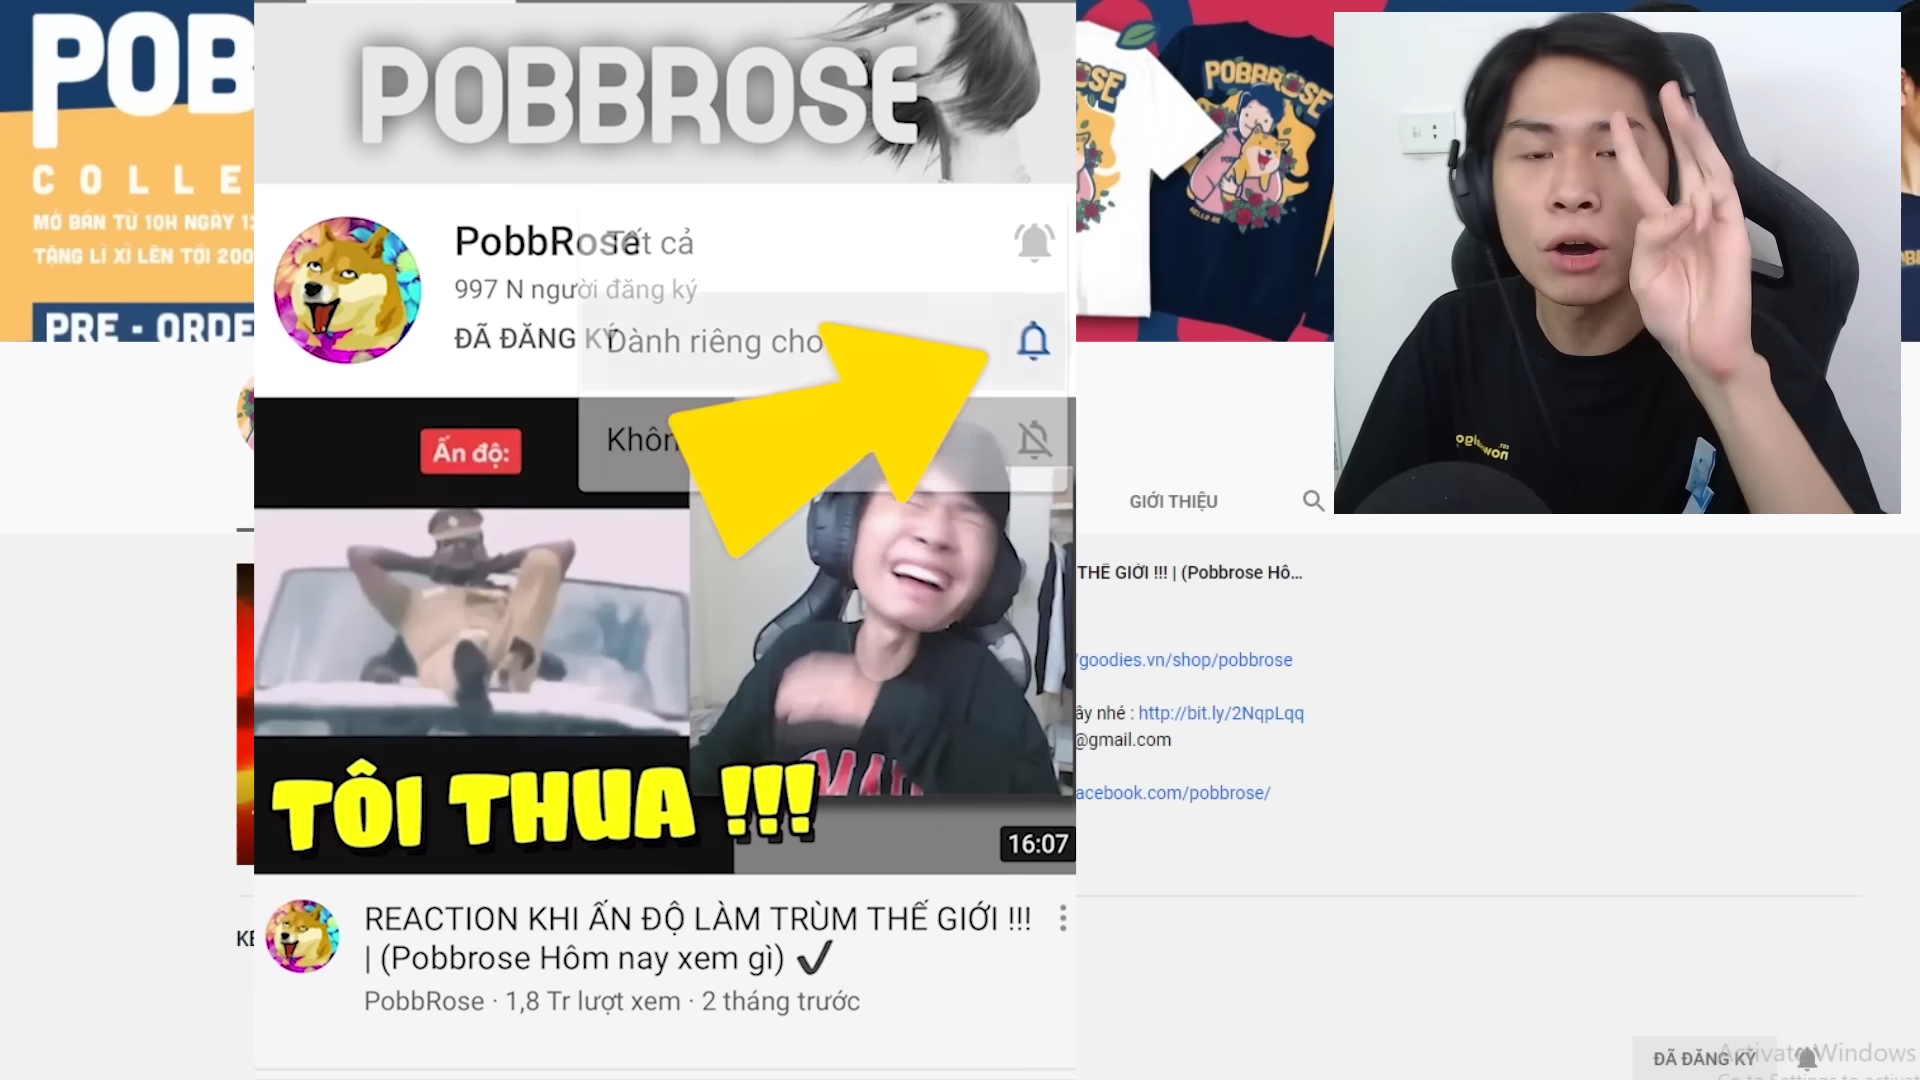 POB
COLLE
MỞ BÁN TỪ 10H NGÀY 13
TẶNG LÌ XÌ LÊN TỚI 200
PRE - ORDE
POBBROSE
PobbRose
Tất cả
997 N người đăng ký
ĐÃ ĐĂNG KÝ
Dành riêng cho
Khôn
Ấn độ:
TÔI THUA !!!
16:07
REACTION KHI ẤN ĐỘ LÀM TRÙM THẾ GIỚI !!!
| (Pobbrose Hôm nay xem gì) ✔
PobbRose · 1,8 Tr lượt xem · 2 tháng trước
POBBROSE
GIỚI THIỆU
THẾ GIỚI !!! | (Pobbrose Hô...
/goodies.vn/shop/pobbrose
ây nhé : http://bit.ly/2NqpLqq
@gmail.com
acebook.com/pobbrose/
KÊ
ĐÃ ĐĂNG KÝ
Activate Windows